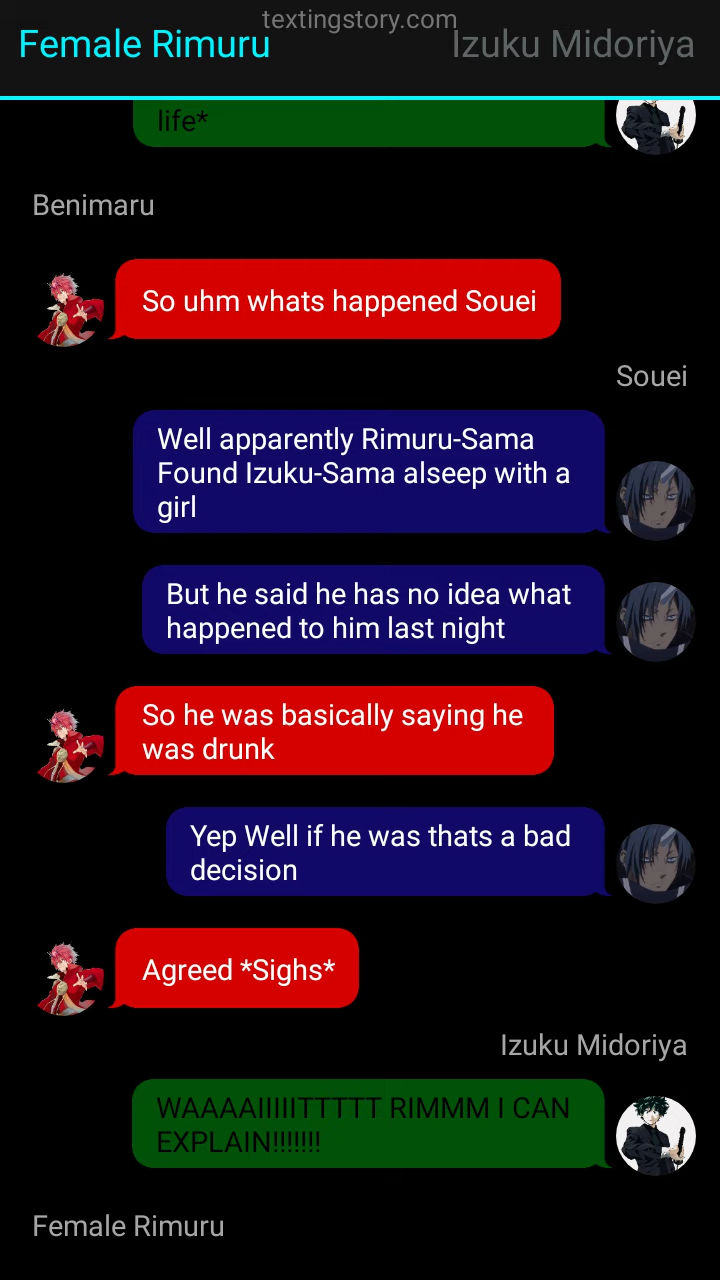 textingstory.com
Female Rimuru
Izuku Midoriya
life*
Benimaru
So uhm whats happened Souei
Souei
Well apparently Rimuru-Sama
Found Izuku-Sama alseep with a
girl
But he said he has no idea what
happened to him last night
So he was basically saying he
was drunk
Yep Well if he was thats a bad
decision
Agreed *Sighs*
Izuku Midoriya
WAAAAIIIIITTTTT RIMMM I CAN
EXPLAIN!!!!!!!
Female Rimuru